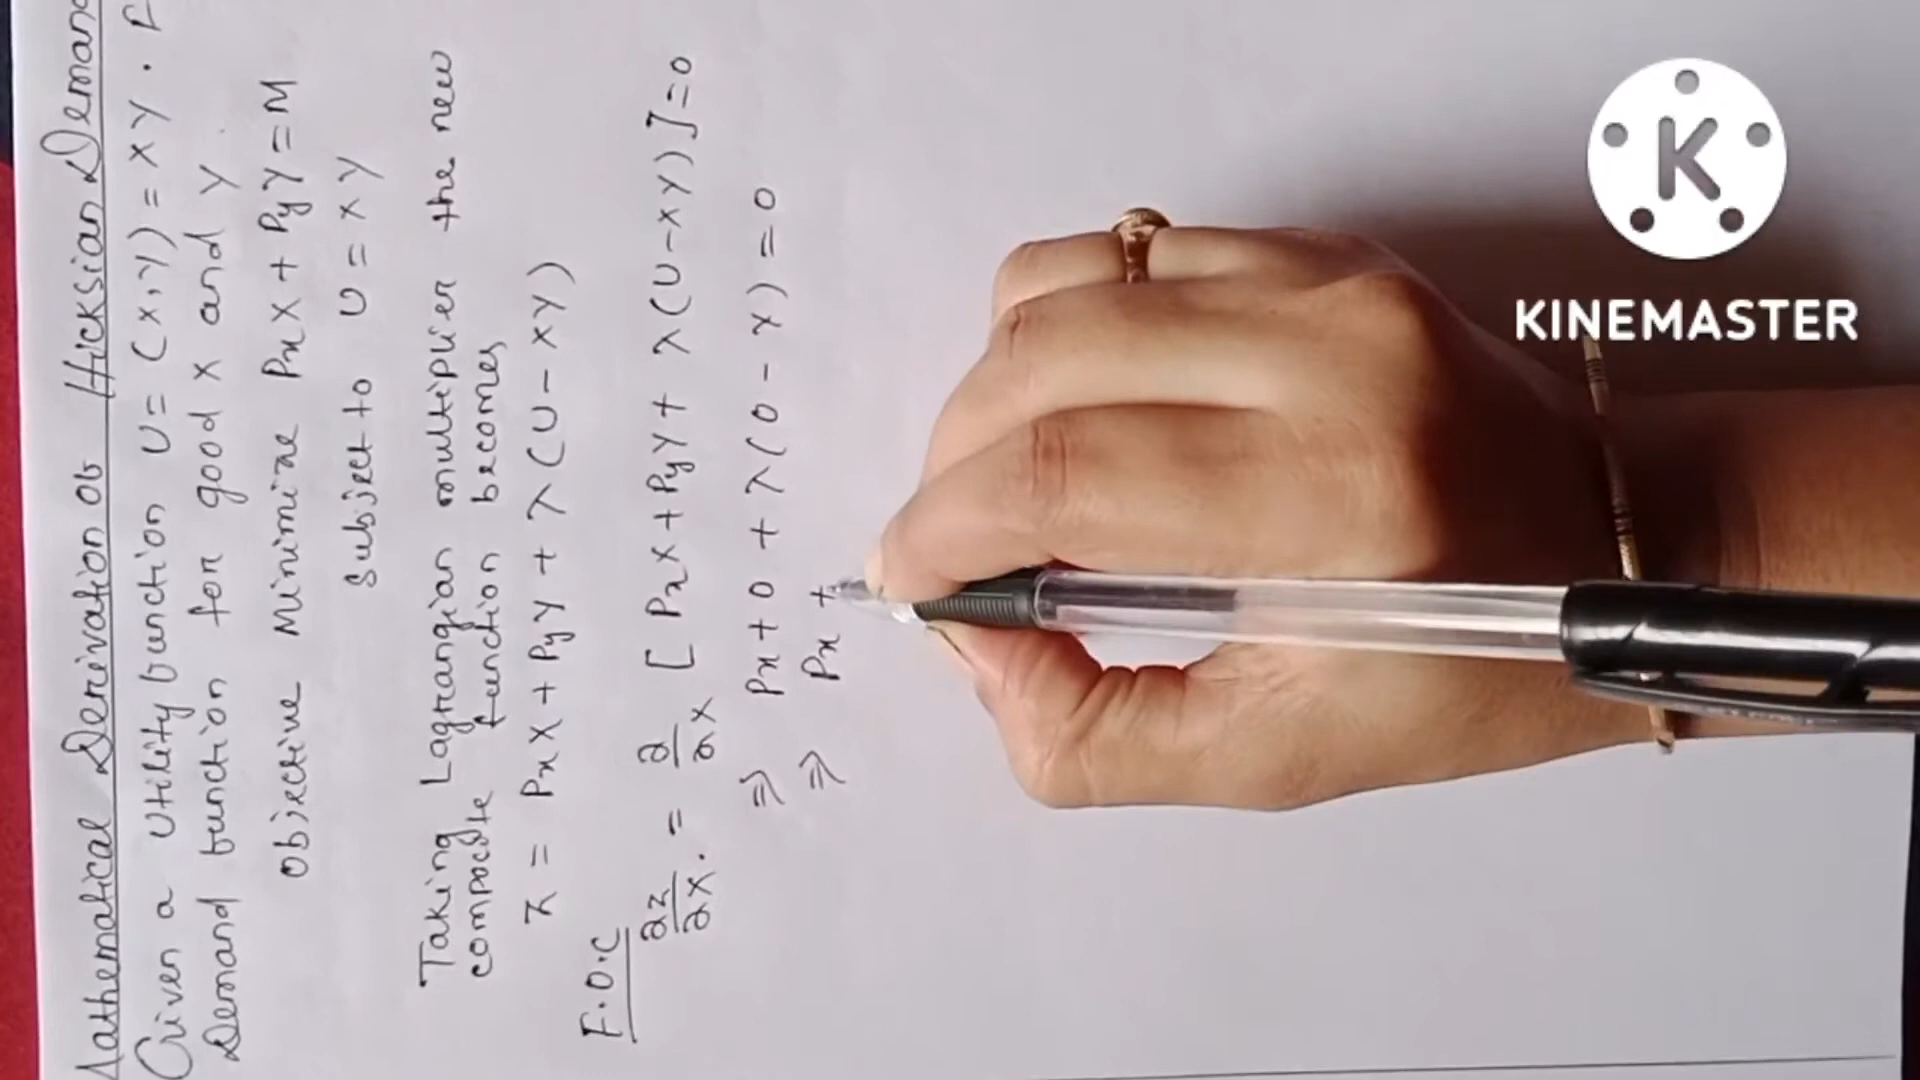 Mathematical Derivation of Hicksian Demand
Given a utility function U = (x,y) = xy.
Demand function for good x and y.
objective Minimize Pxx + Pyy = M
subject to U = xy
Taking Lagrangian multiplier the new
composite function becomes
Z = Pxx + Pyy + λ(U - xy)
F.O.C
∂z/∂x. = ∂/∂x [Pxx + Pyy + λ(U-xy)] = 0
⇒ Px + 0 + λ(0 - y) = 0
⇒ Px +
K
KINEMASTER